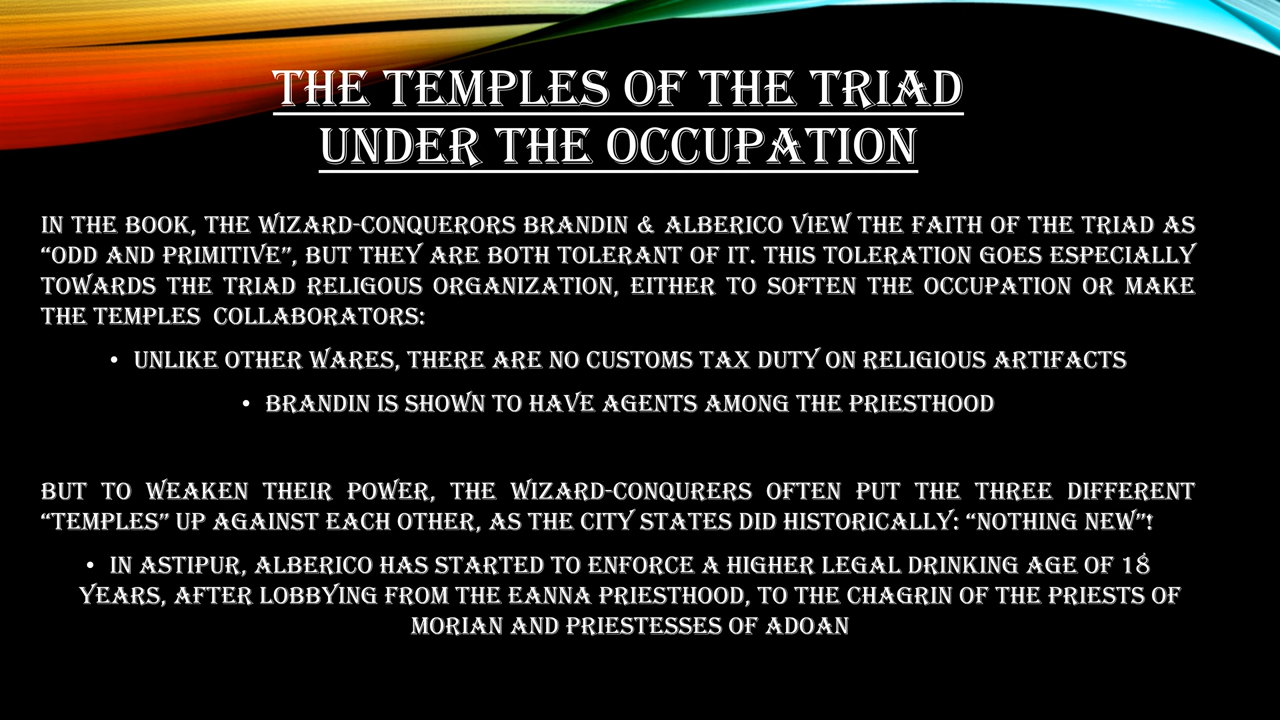 THE TEMPLES OF THE TRIAD
UNDER THE OCCUPATION
IN THE BOOK, THE WIZARD-CONQUERORS BRANDIN & ALBERICO VIEW THE FAITH OF THE TRIAD AS
“ODD AND PRIMITIVE”, BUT THEY ARE BOTH TOLERANT OF IT. THIS TOLERATION GOES ESPECIALLY
TOWARDS THE TRIAD RELIGOUS ORGANIZATION, EITHER TO SOFTEN THE OCCUPATION OR MAKE
THE TEMPLES COLLABORATORS:
• UNLIKE OTHER WARES, THERE ARE NO CUSTOMS TAX DUTY ON RELIGIOUS ARTIFACTS
• BRANDIN IS SHOWN TO HAVE AGENTS AMONG THE PRIESTHOOD
BUT TO WEAKEN THEIR POWER, THE WIZARD-CONQURERS OFTEN PUT THE THREE DIFFERENT
“TEMPLES” UP AGAINST EACH OTHER, AS THE CITY STATES DID HISTORICALLY: “NOTHING NEW”!
• IN ASTIPUR, ALBERICO HAS STARTED TO ENFORCE A HIGHER LEGAL DRINKING AGE OF 18
YEARS, AFTER LOBBYING FROM THE EANNA PRIESTHOOD, TO THE CHAGRIN OF THE PRIESTS OF
MORIAN AND PRIESTESSES OF ADOAN